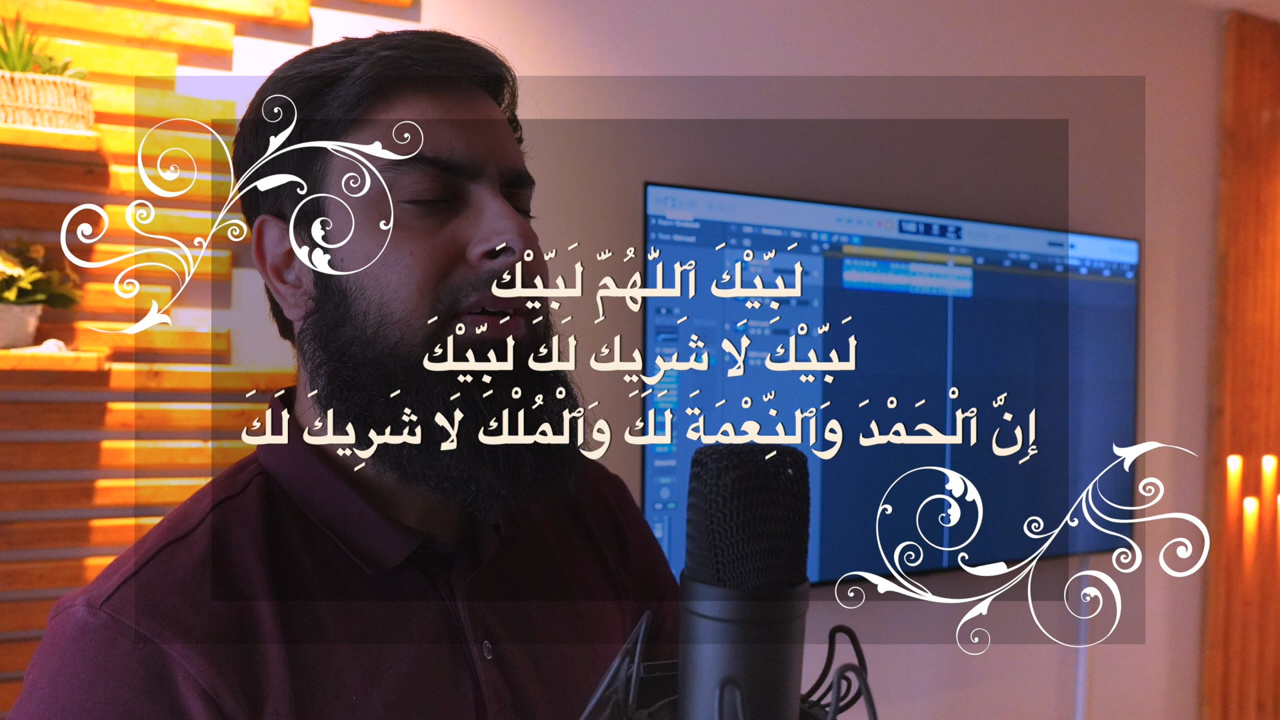 لَبَّيْكَ ٱللّٰهُمَّ لَبَّيْكَ
لَبَّيْكَ لَا شَرِيكَ لَكَ لَبَّيْكَ
إِنَّ ٱلْحَمْدَ وَٱلنِّعْمَةَ لَكَ وَٱلْمُلْكَ لَا شَرِيكَ لَكَ